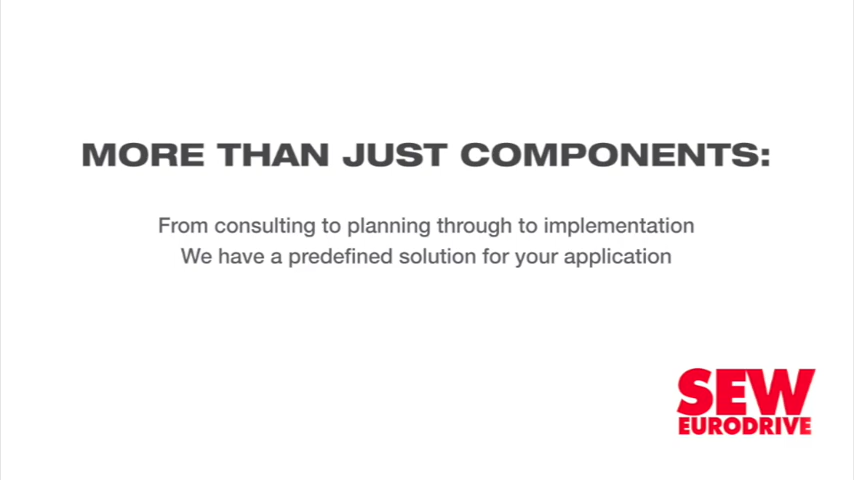 MORE THAN JUST COMPONENTS:
From consulting to planning through to implementation
We have a predefined solution for your application
SEW
EURODRIVE